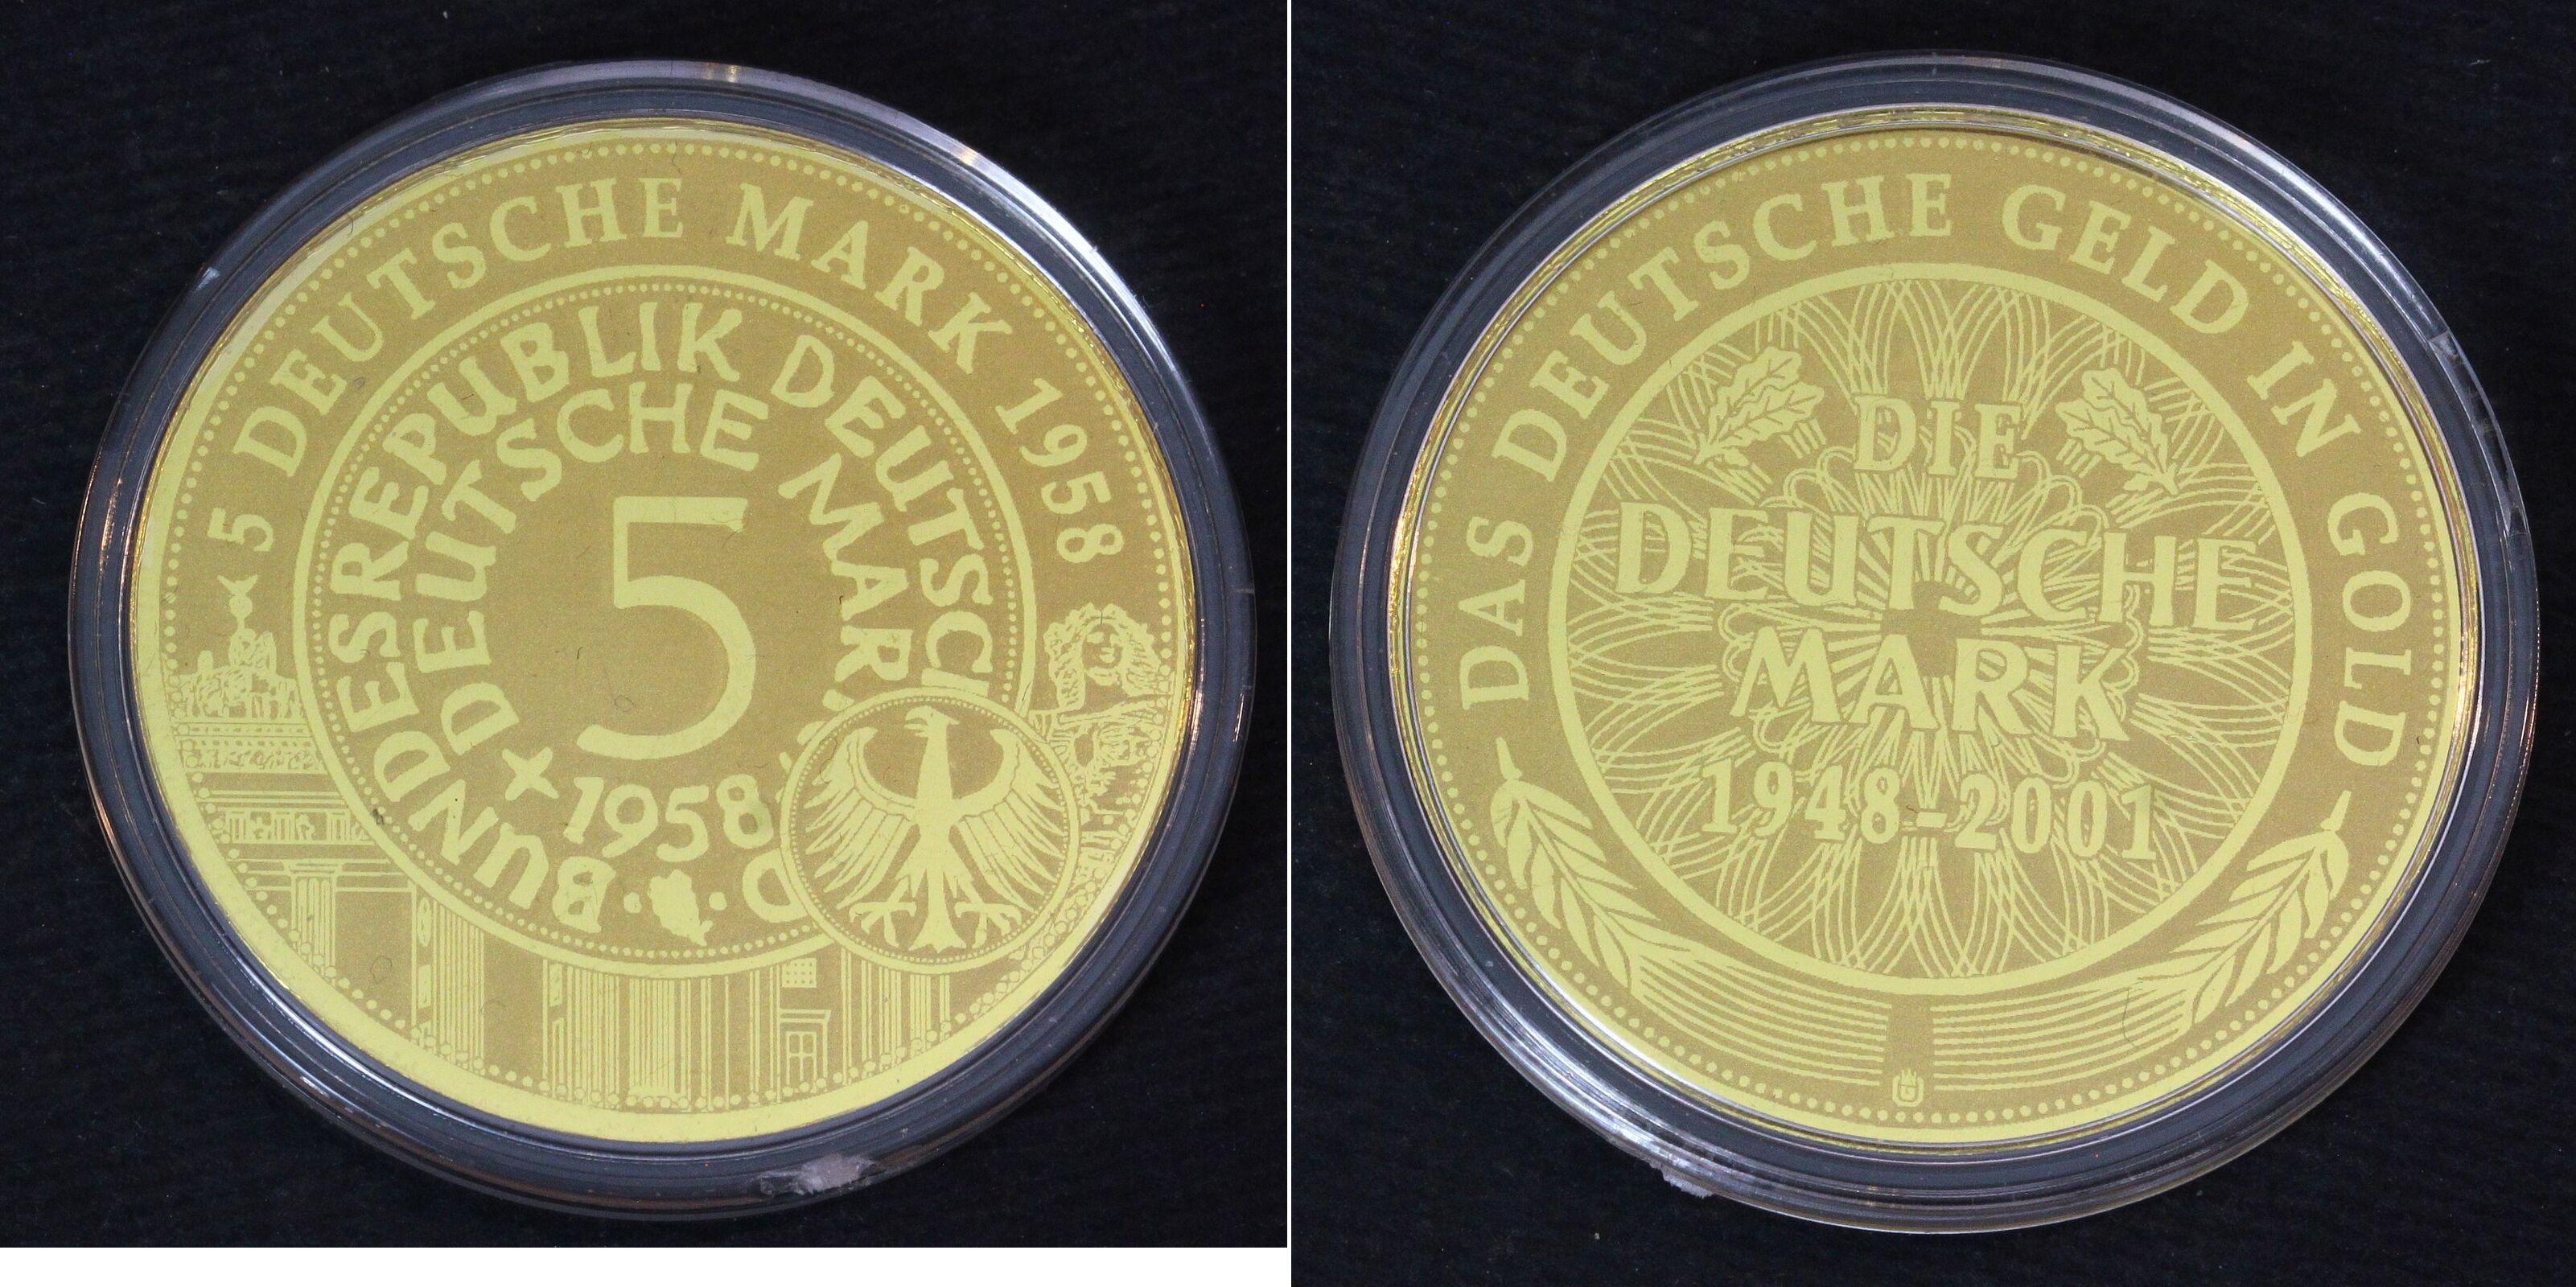 5 DEUTSCHE MARK 1958
BUNDESREPUBLIK DEUTSCH
DEUTSCHE MARK
5
1958
DAS DEUTSCHE GELD IN GOLD
DIE
DEUTSCHE
MARK
1948-2001